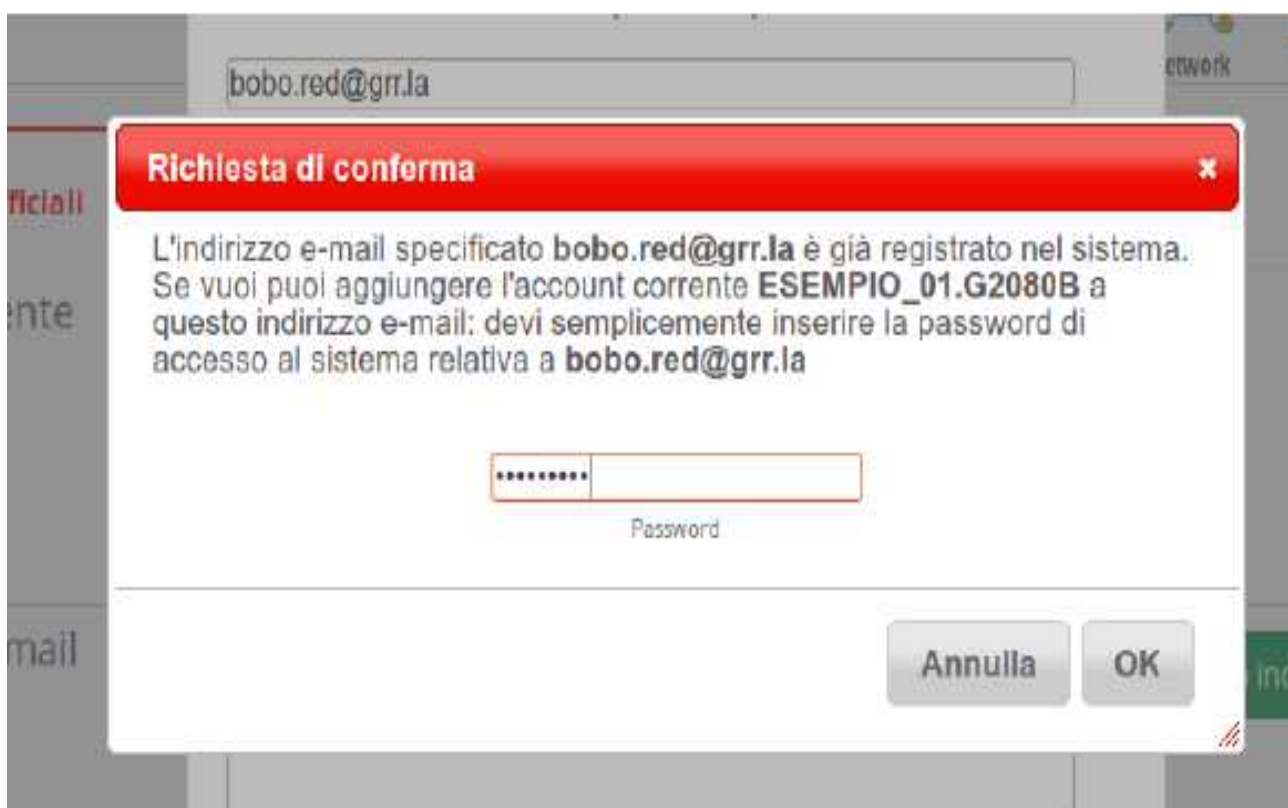 bobo.red@grr.la
etwork
Richiesta di conferma
ficiali
L'indirizzo e-mail specificato bobo.red@grr.la è già registrato nel sistema.
Se vuoi puoi aggiungere l'account corrente ESEMPIO_01.G2080B a
questo indirizzo e-mail: devi semplicemente inserire la password di
accesso al sistema relativa a bobo.red@grr.la
ente
•••••••••
Password
mail
Annulla OK
ind